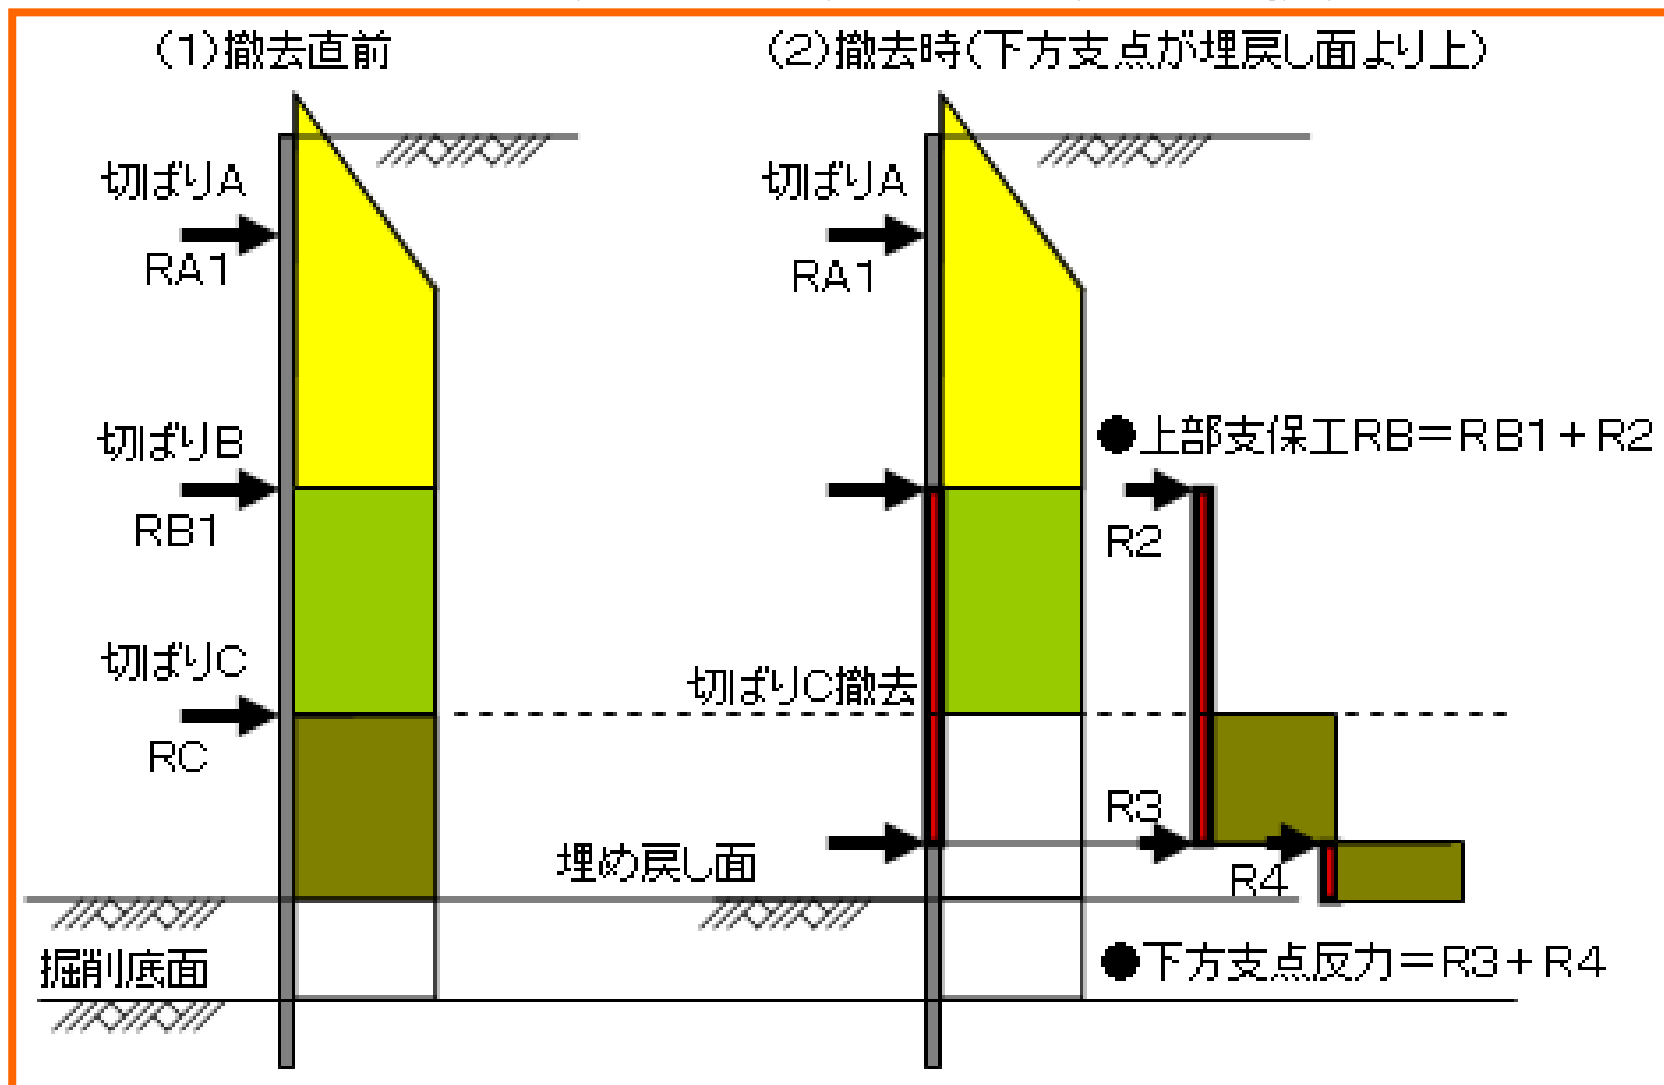 (1)撤去直前
(2)撤去時(下方支点が埋戻し面より上)
切ばりA
RA1
切ばりA
RA1
切ばりB
RB1
●上部支保工RB=RB1+R2
R2
切ばりC
RC
切ばりC撤去
R3
R4
埋め戻し面
掘削底面
●下方支点反力=R3+R4